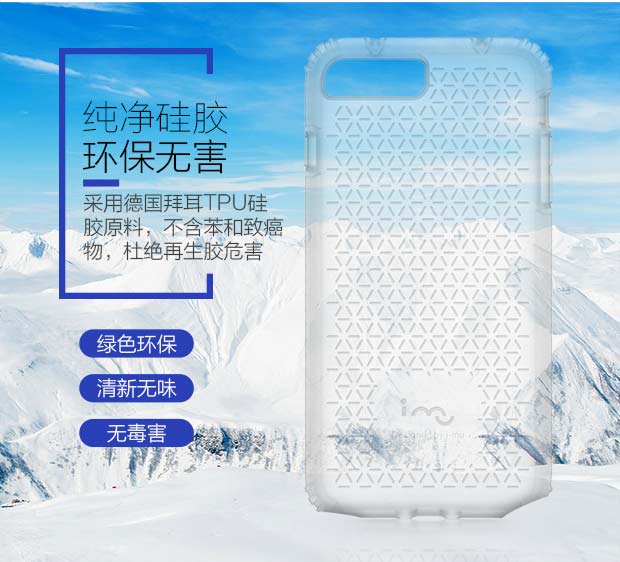 纯净硅胶
环保无害
采用德国拜耳TPU硅
胶原料，不含苯和致癌
物，杜绝再生胶危害
绿色环保
清新无味
无毒害
imu